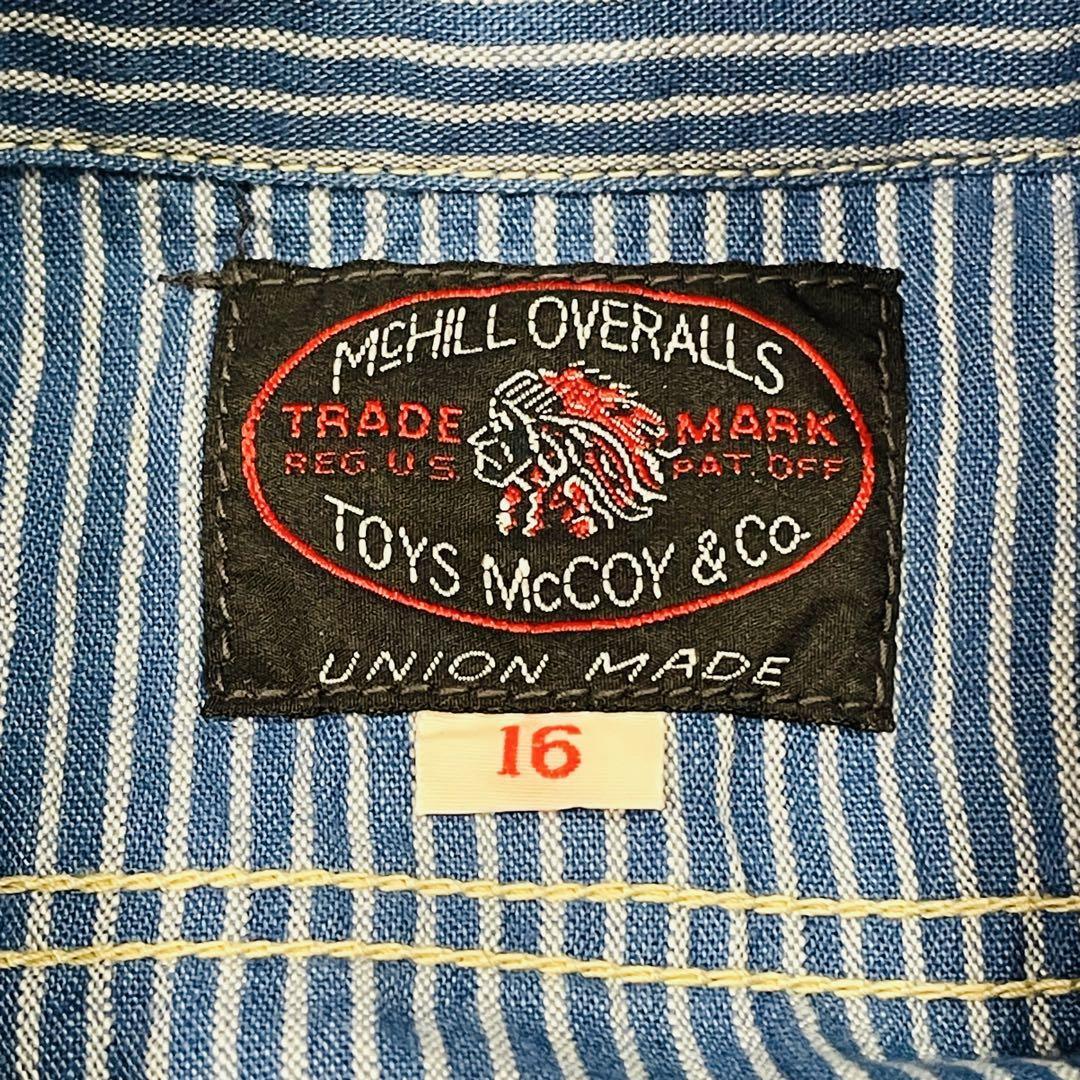 McHILL OVERALLS
TRADE MARK
REG. U.S. PAT. OFF
TOYS McCOY & Co.
UNION MADE
16